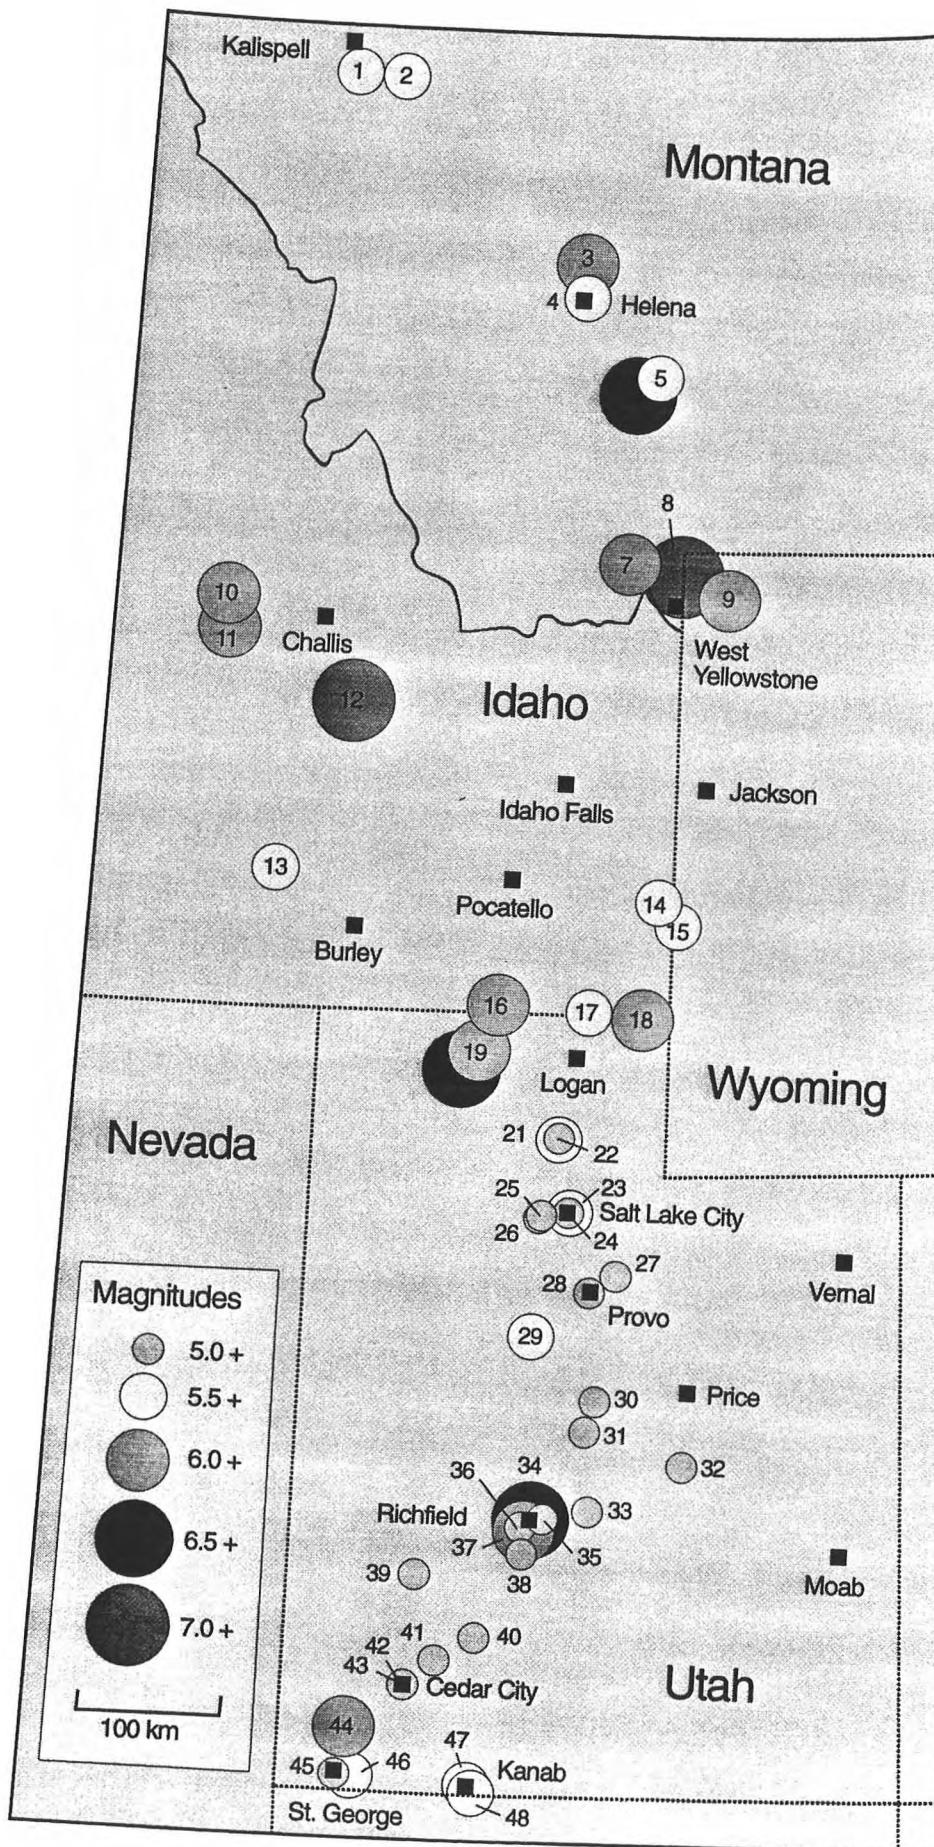 Kalispell
1
2
Montana
3
4
Helena
5
8
7
9
10
11
Challis
West
Yellowstone
12
Idaho
Idaho Falls
Jackson
13
Pocatello
14
15
Burley
16
17
18
19
Logan
Wyoming
Nevada
21
22
25
23
26
Salt Lake City
24
27
28
Provo
Vernal
29
Magnitudes
5.0 +
5.5 +
6.0 +
6.5 +
7.0 +
100 km
30
Price
31
32
36
34
Richfield
33
37
35
38
39
Moab
40
41
42
43
Cedar City
Utah
44
47
45
46
Kanab
St. George
48